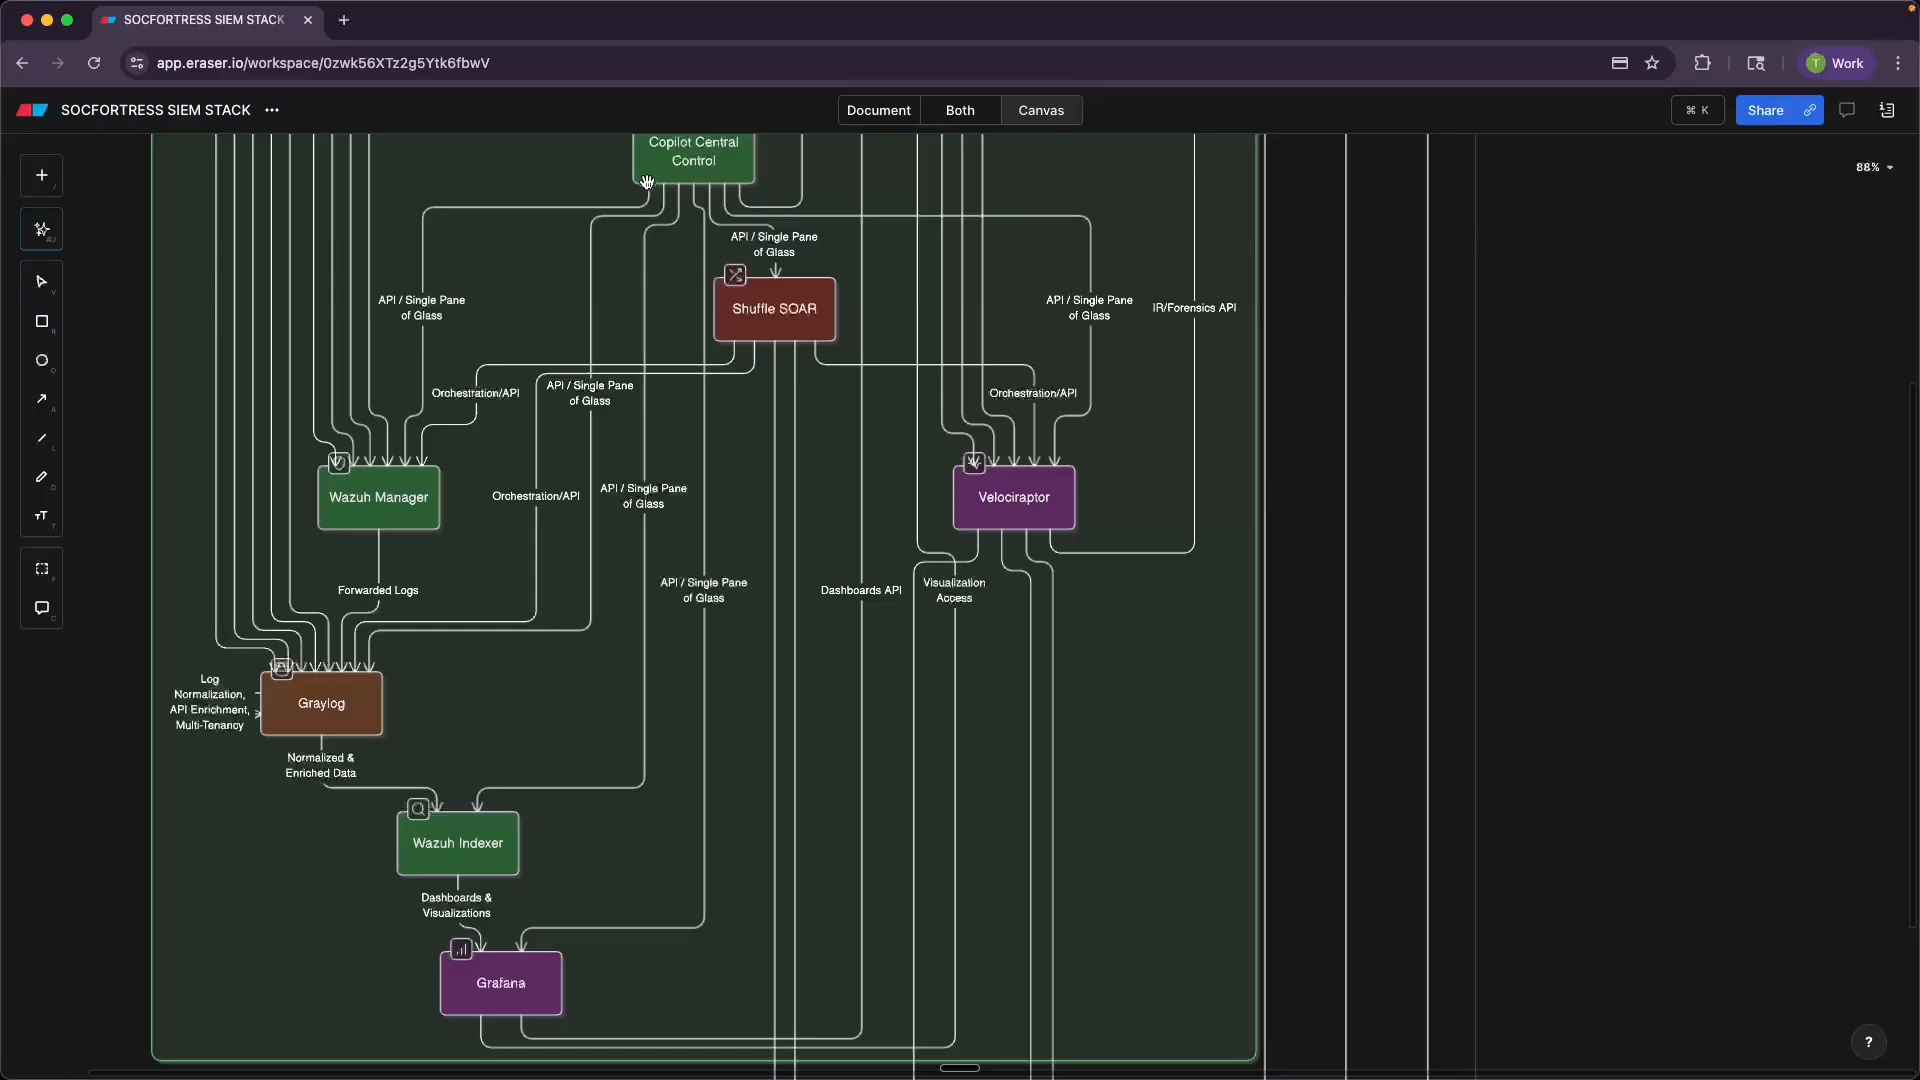 SOCFORTRESS SIEM STACK
app.eraser.io/workspace/0zwk56XTz2g5Ytk6fbwV
T
Work
SOCFORTRESS SIEM STACK
Document
Both
Canvas
⌘ K
Share
88%
Copilot Central
Control
API / Single Pane
of Glass
Shuffle SOAR
API / Single Pane
of Glass
API / Single Pane
of Glass
IR/Forensics API
Orchestration/API
API / Single Pane
of Glass
Orchestration/API
Wazuh Manager
Orchestration/API
API / Single Pane
of Glass
Velociraptor
Forwarded Logs
API / Single Pane
of Glass
Dashboards API
Visualization
Access
Log
Normalization,
API Enrichment,
Multi-Tenancy
Graylog
Normalized &
Enriched Data
Wazuh Indexer
Dashboards &
Visualizations
Grafana
?